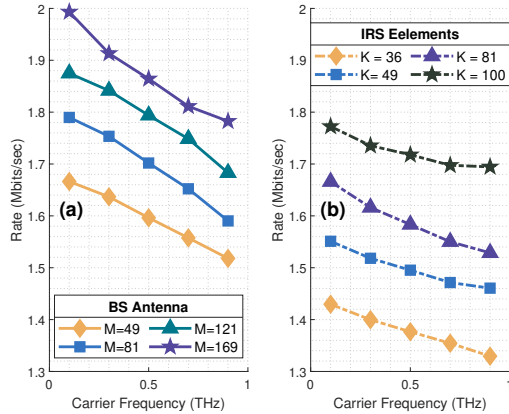 2
1.9
1.8
1.7
1.6
1.5
1.4
1.3
Rate (Mbits/sec)
(a)
BS Antenna
M=49 M=121
M=81 M=169
0 0.5 1
Carrier Frequency (THz)
IRS Eelements
K = 36 K = 81
K= 49 K = 100
2
1.9
1.8
1.7
1.6
1.5
1.4
1.3
Rate (Mbits/sec)
(b)
0 0.5 1
Carrier Frequency (THz)